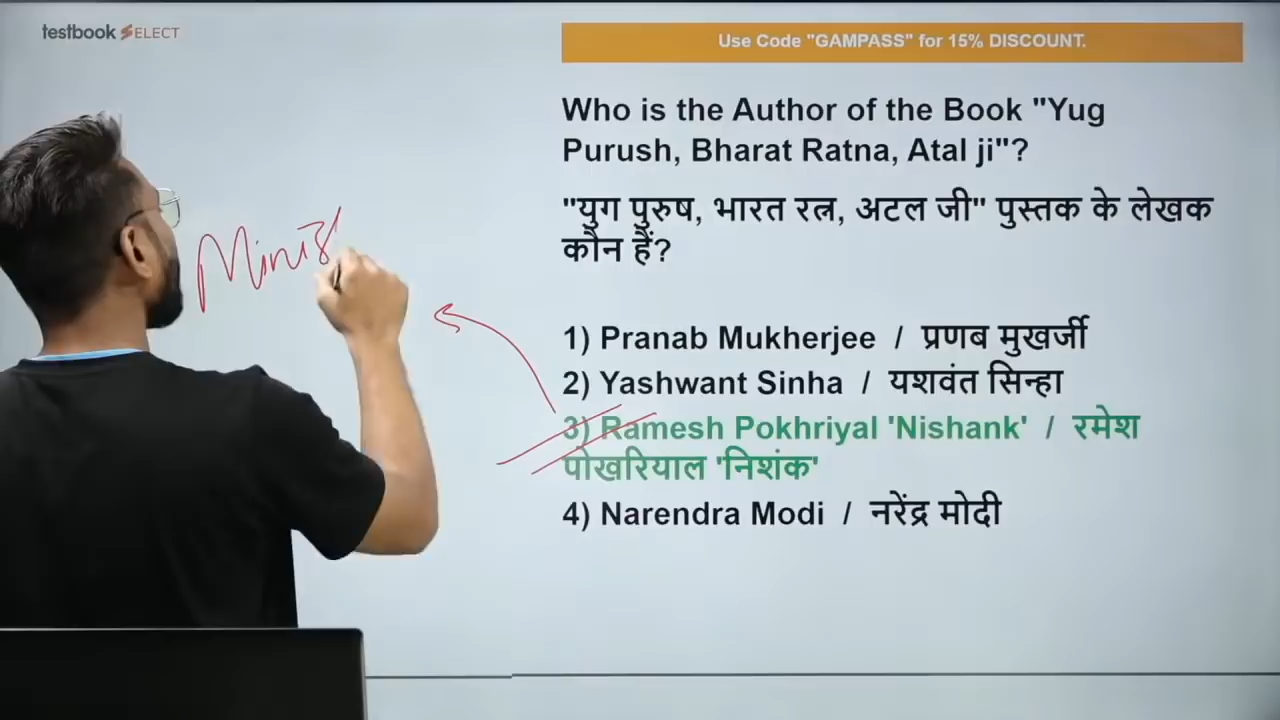 testbook SELECT
Use Code "GAMPASS" for 15% DISCOUNT.
Who is the Author of the Book "Yug
Purush, Bharat Ratna, Atal ji"?
"युग पुरुष, भारत रत्न, अटल जी" पुस्तक के लेखक
कौन हैं?
1) Pranab Mukherjee / प्रणब मुखर्जी
2) Yashwant Sinha / यशवंत सिन्हा
3) Ramesh Pokhriyal 'Nishank' / रमेश
पोखरियाल 'निशंक'
4) Narendra Modi / नरेंद्र मोदी